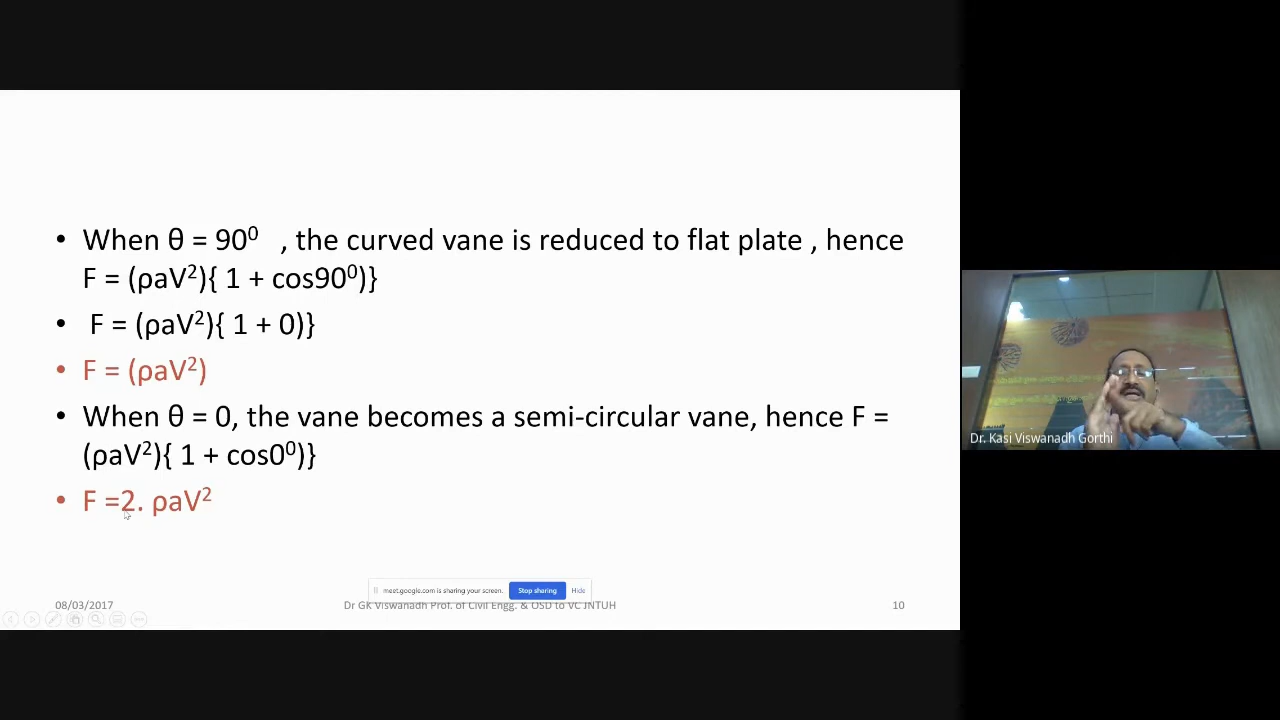 • When θ = 90⁰ , the curved vane is reduced to flat plate , hence
F = (ρaV²){ 1 + cos90⁰)}
• F = (ρaV²){ 1 + 0)}
• F = (ρaV²)
• When θ = 0, the vane becomes a semi-circular vane, hence F =
(ρaV²){ 1 + cos0⁰)}
• F =2. ρaV²
meet.google.com is sharing your screen. Stop sharing Hide
08/03/2017 Dr GK Viswanadh Prof. of Civil Engg. & OSD to VC JNTUH 10
Dr. Kasi Viswanadh Gorthi